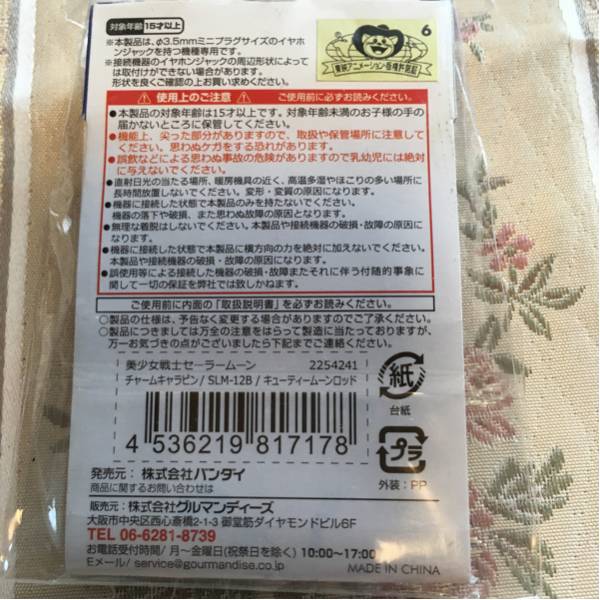 対象年齢15才以上
※本製品は、φ3.5mmミニプラグサイズのイヤホ
ンジャックを持つ機種専用です。
※接続機器のイヤホンジャックの周辺形状によって
は取付けができない場合があります。
形状を良くご確認の上お買い求めください。
6
東映アニメーション版権許諾証
使用上のご注意 ご使用前に必ずお読みください。
●本製品の対象年齢は15才以上です。対象年齢未満のお子様の手の
届かないところに保管してください。
●機能上、尖った部分がありますので、取扱や保管場所に注意して
ください。思わぬケガをする恐れがあります。
●誤飲などによる思わぬ事故の危険がありますので乳幼児には絶対
に与えないでください。
●直射日光の当たる場所、暖房機具の近く、高温多湿やほこりの多い場所に
長時間放置しないでください。変形・変質の原因になります。
●機器に接続した状態で本製品のみを持たないでください。
機器の落下や破損、また思わぬ故障の原因となります。
●無理な着脱はしないでください。本製品や接続機器の破損・故障の原因に
なります。
●機器に接続した状態で本製品に横方向の力を絶対に加えないでください。
本製品や接続機器の破損・故障の原因になります。
●誤使用等による接続した機器の破損・故障またそれに伴う付随的事象に
関して一切の保証を弊社では致しかねます。
ご使用前に内面の「取扱説明書」を必ずお読みください。
○製品の仕様は、予告なく変更する場合がありますのでご了承ください。
○製品につきましては万全の注意をはらって製造に当たっておりますが、
万一お気づきの点がございましたら下記までご連絡ください。
美少女戦士セーラームーン 2254241
チャームキャラピン/SLM-12B/キューティームーンロッド
4 536219 817178
紙
台紙
プラ
外装：PP
発売元：株式会社バンダイ
商品に関するお問い合わせは
販売元：株式会社グルマンディーズ
大阪市中央区西心斎橋2-1-3 御堂筋ダイヤモンドビル6F
TEL 06-6281-8739
お電話受付時間/月〜金曜日(祝祭日を除く)10:00〜17:00
Eメール/service@gourmandise.co.jp
MADE IN CHINA